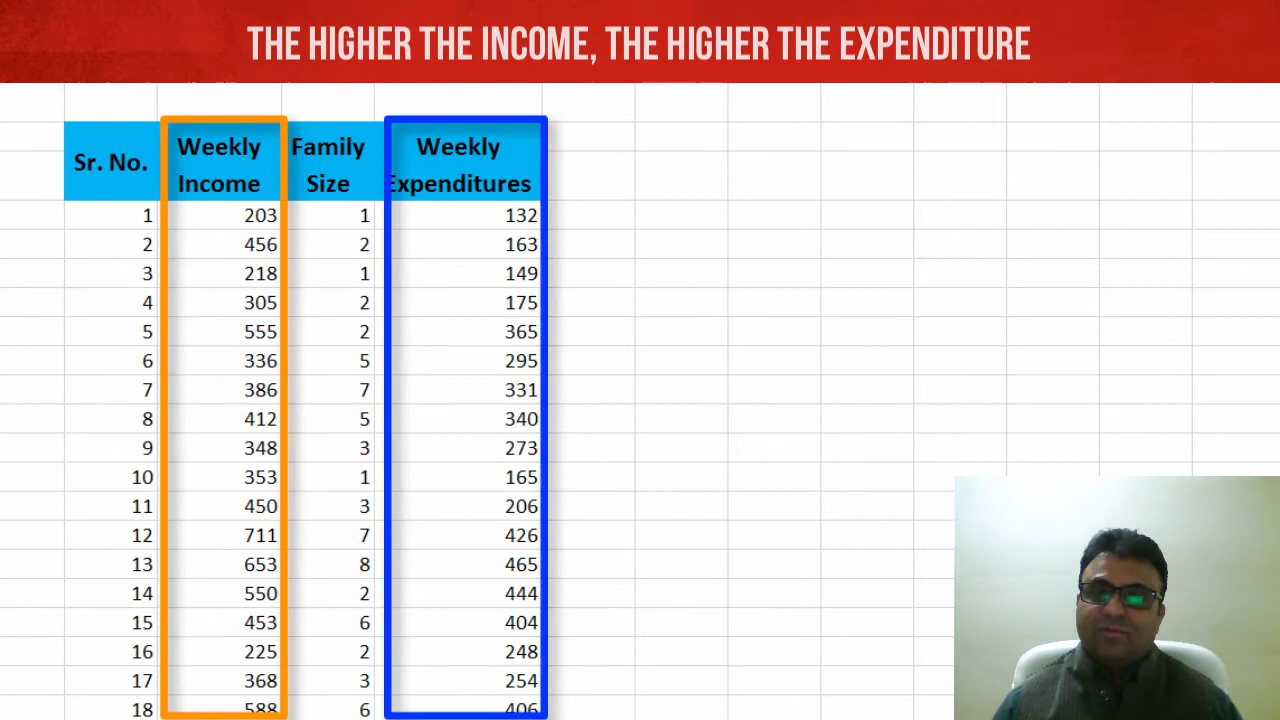 THE HIGHER THE INCOME, THE HIGHER THE EXPENDITURE
Sr. No. Weekly Income Family Size Weekly Expenditures
1 203 1 132
2 456 2 163
3 218 1 149
4 305 2 175
5 555 2 365
6 336 5 295
7 386 7 331
8 412 5 340
9 348 3 273
10 353 1 165
11 450 3 206
12 711 7 426
13 653 8 465
14 550 2 444
15 453 6 404
16 225 2 248
17 368 3 254
18 588 6 406